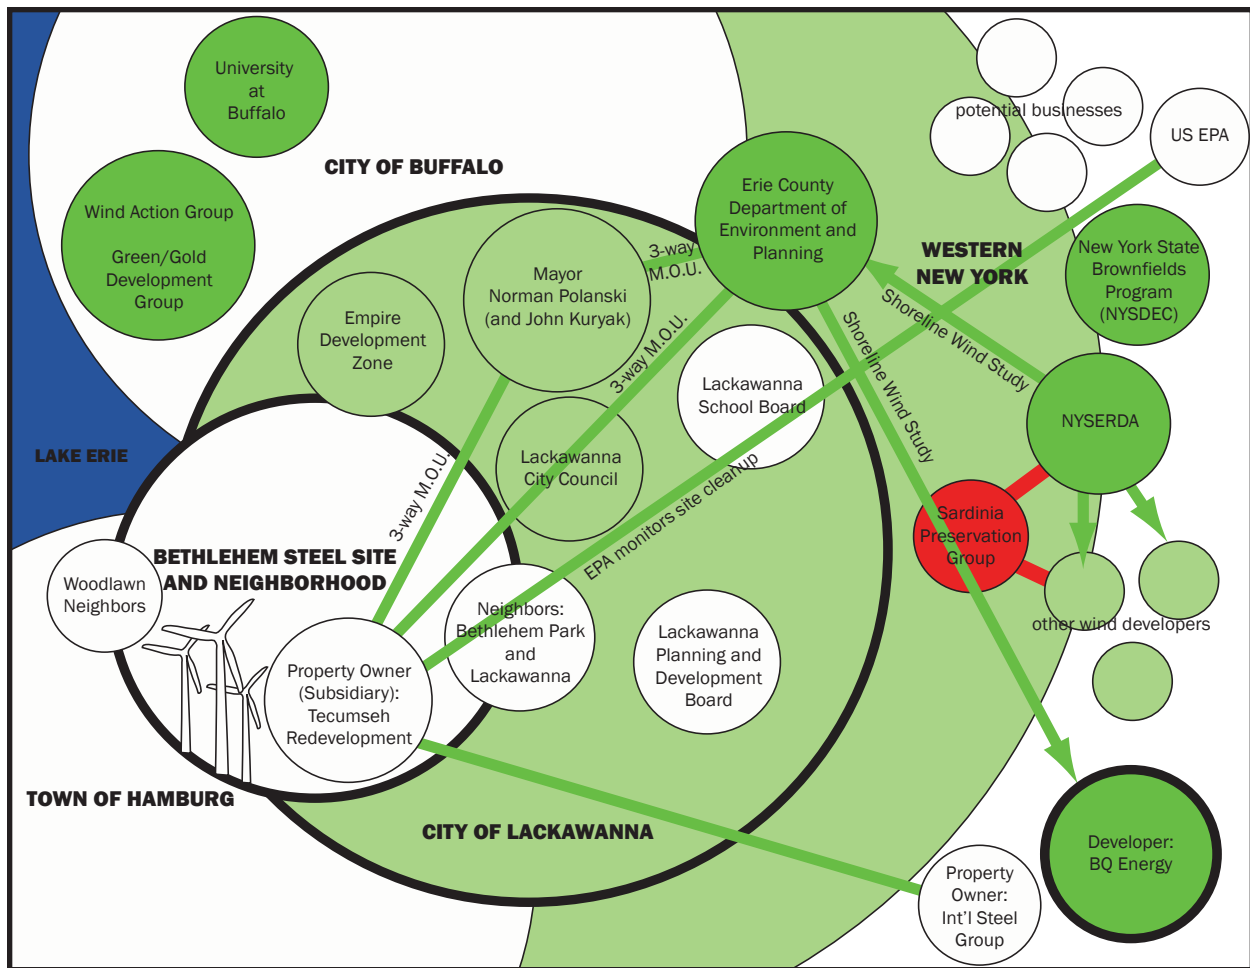 University
at
Buffalo
CITY OF BUFFALO
Wind Action Group
Green/Gold
Development
Group
potential businesses
US EPA
Erie County
Department of
Environment and
Planning
WESTERN
NEW YORK
New York State
Brownfields
Program
(NYSDEC)
3-way
M.O.U.
Mayor
Norman Polanski
(and John Kuryak)
Empire
Development
Zone
3-way M.O.U.
Shoreline Wind Study
Shoreline Wind Study
Lackawanna
School Board
NYSERDA
LAKE ERIE
Lackawanna
City Council
3-way M.O.U.
EPA monitors site cleanup
Sardinia
Preservation
Group
BETHLEHEM STEEL SITE
AND NEIGHBORHOOD
Woodlawn
Neighbors
Neighbors:
Bethlehem Park
and
Lackawanna
other wind developers
Lackawanna
Planning and
Development
Board
Property Owner
(Subsidiary):
Tecumseh
Redevelopment
TOWN OF HAMBURG
CITY OF LACKAWANNA
Developer:
BQ Energy
Property
Owner:
Int'l Steel
Group